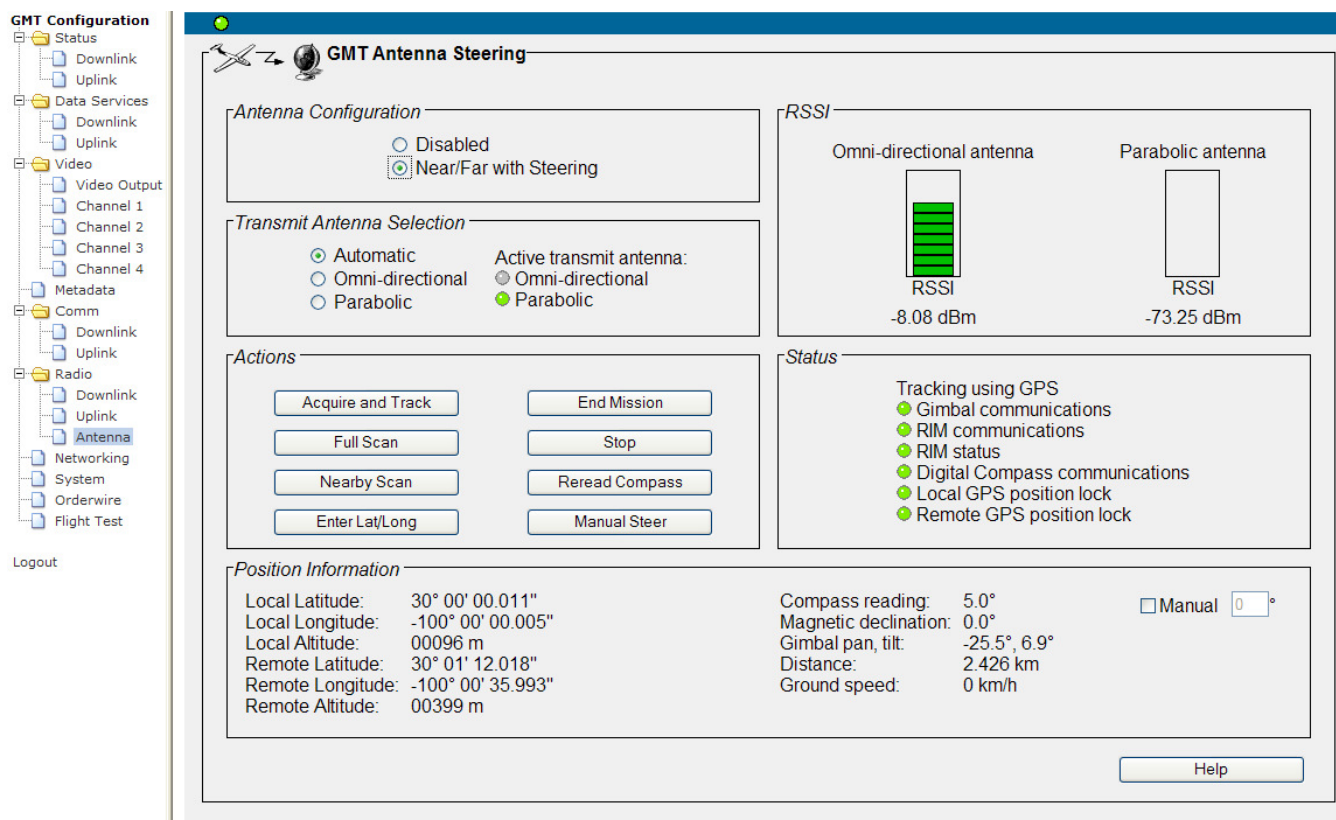 GMT Configuration
Status
Downlink
Uplink
Data Services
Downlink
Uplink
Video
Video Output
Channel 1
Channel 2
Channel 3
Channel 4
Metadata
Comm
Downlink
Uplink
Radio
Downlink
Uplink
Antenna
Networking
System
Orderwire
Flight Test
Logout
GMT Antenna Steering
Antenna Configuration
Disabled
Near/Far with Steering
Transmit Antenna Selection
Automatic
Omni-directional
Parabolic
Active transmit antenna:
Omni-directional
Parabolic
RSSI
Omni-directional antenna
RSSI
-8.08 dBm
Parabolic antenna
RSSI
-73.25 dBm
Actions
Acquire and Track
End Mission
Full Scan
Stop
Nearby Scan
Reread Compass
Enter Lat/Long
Manual Steer
Status
Tracking using GPS
Gimbal communications
RIM communications
RIM status
Digital Compass communications
Local GPS position lock
Remote GPS position lock
Position Information
Local Latitude: 30° 00' 00.011"
Local Longitude: -100° 00' 00.005"
Local Altitude: 00096 m
Remote Latitude: 30° 01' 12.018"
Remote Longitude: -100° 00' 35.993"
Remote Altitude: 00399 m
Compass reading: 5.0°
Magnetic declination: 0.0°
Gimbal pan, tilt: -25.5°, 6.9°
Distance: 2.426 km
Ground speed: 0 km/h
Manual 0 °
Help